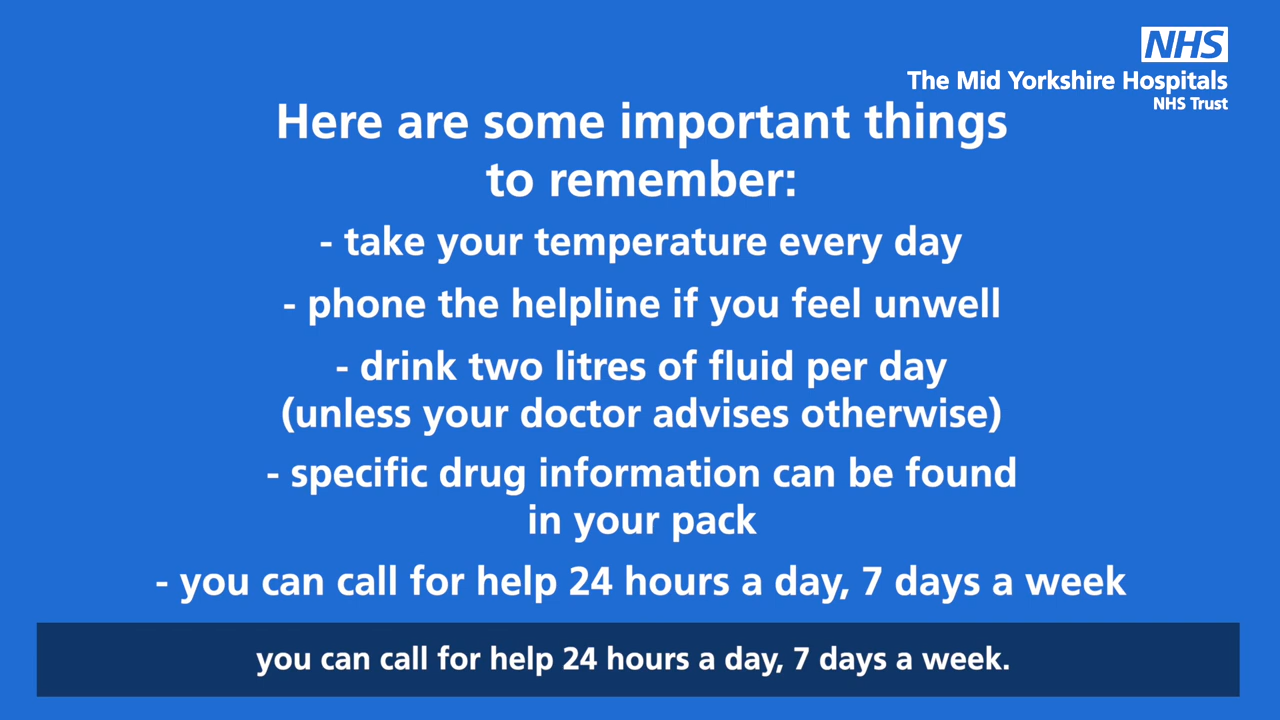 NHS
The Mid Yorkshire Hospitals
NHS Trust
Here are some important things
to remember:
- take your temperature every day
- phone the helpline if you feel unwell
- drink two litres of fluid per day
(unless your doctor advises otherwise)
- specific drug information can be found
in your pack
- you can call for help 24 hours a day, 7 days a week
you can call for help 24 hours a day, 7 days a week.